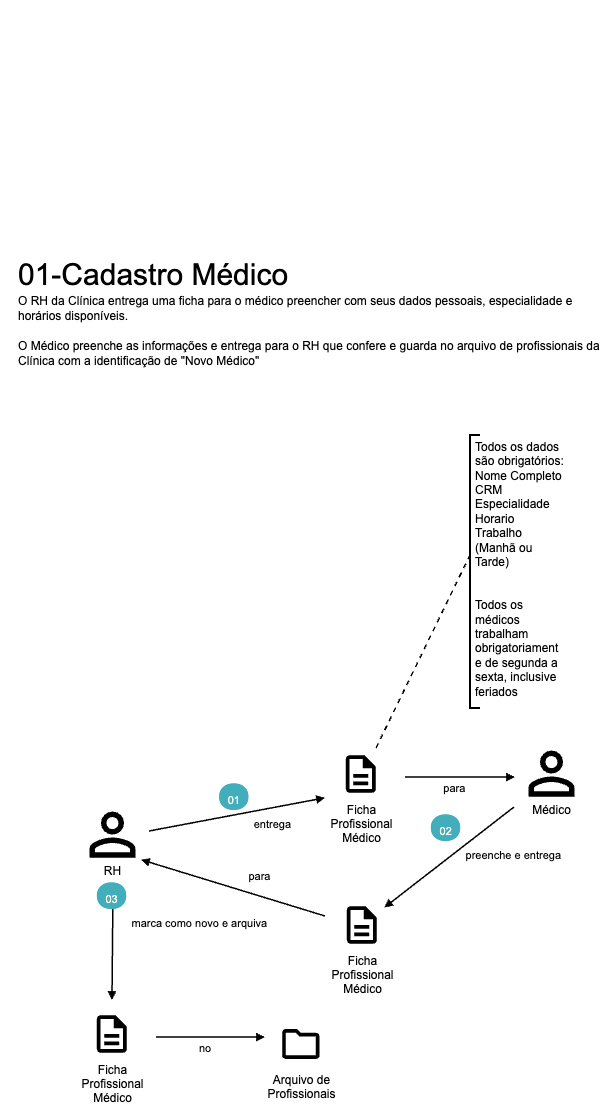 01-Cadastro Médico
O RH da Clínica entrega uma ficha para o médico preencher com seus dados pessoais, especialidade e
horários disponíveis.
O Médico preenche as informações e entrega para o RH que confere e guarda no arquivo de profissionais da
Clínica com a identificação de "Novo Médico"
Todos os dados
são obrigatórios:
Nome Completo
CRM
Especialidade
Horario
Trabalho
(Manhã ou
Tarde)
Todos os
médicos
trabalham
obrigatoriament
e de segunda a
sexta, inclusive
feriados
01
entrega
Ficha
Profissional
Médico
para
Médico
02
preenche e entrega
RH
para
03
marca como novo e arquiva
Ficha
Profissional
Médico
Ficha
Profissional
Médico
no
Arquivo de
Profissionais